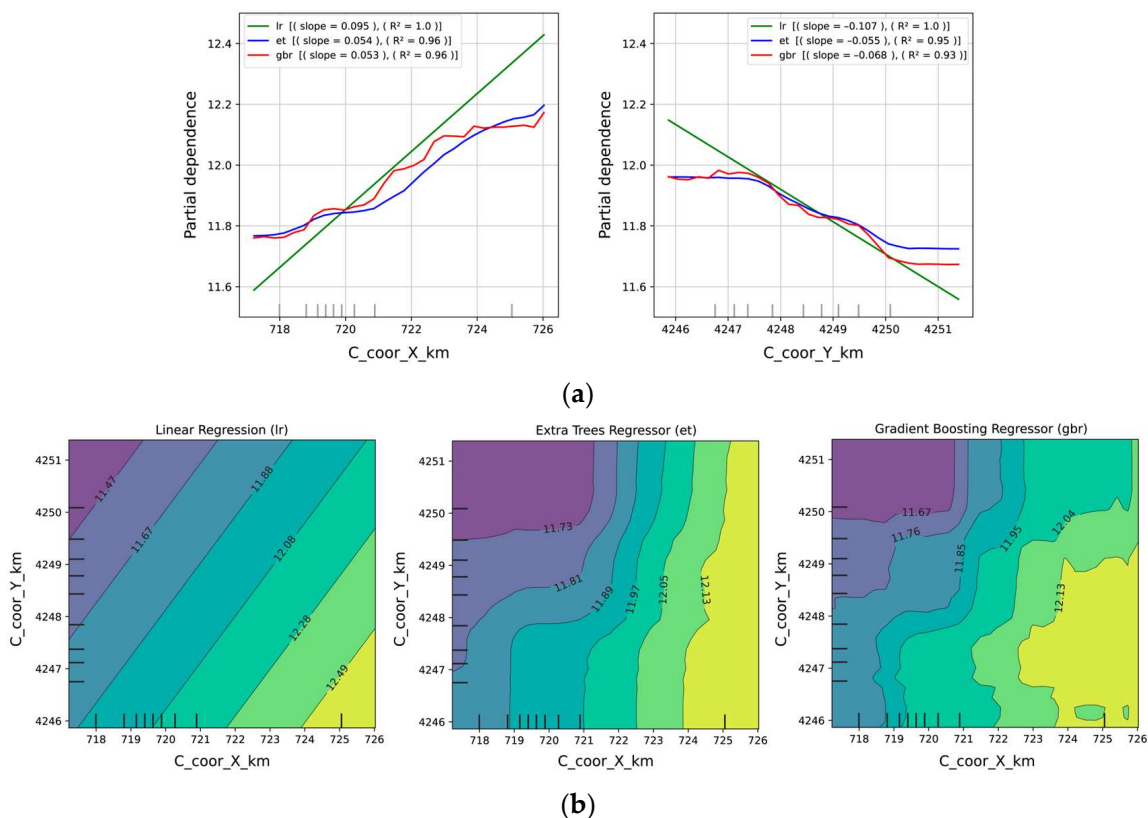 lr [( slope = 0.095), ( R² = 1.0 )]
et [( slope = 0.054), ( R² = 0.96 )]
gbr [( slope = 0.053), ( R² = 0.96 )]
12.4
12.2
12.0
11.8
11.6
Partial dependence
718 720 722 724 726
C_coor_X_km
lr [( slope = –0.107), ( R² = 1.0 )]
et [( slope = –0.055), ( R² = 0.95 )]
gbr [( slope = –0.068), ( R² = 0.93 )]
12.4
12.2
12.0
11.8
11.6
Partial dependence
4246 4247 4248 4249 4250 4251
C_coor_Y_km
(a)
Linear Regression (lr)
4251
4250
4249
4248
4247
4246
C_coor_Y_km
11.47
11.67
11.88
12.08
12.28
12.49
718 719 720 721 722 723 724 725 726
C_coor_X_km
Extra Trees Regressor (et)
4251
4250
4249
4248
4247
4246
C_coor_Y_km
11.73
11.81
11.89
11.97
12.05
12.13
718 719 720 721 722 723 724 725 726
C_coor_X_km
Gradient Boosting Regressor (gbr)
4251
4250
4249
4248
4247
4246
C_coor_Y_km
11.67
11.76
11.85
11.95
12.04
12.13
718 719 720 721 722 723 724 725 726
C_coor_X_km
(b)